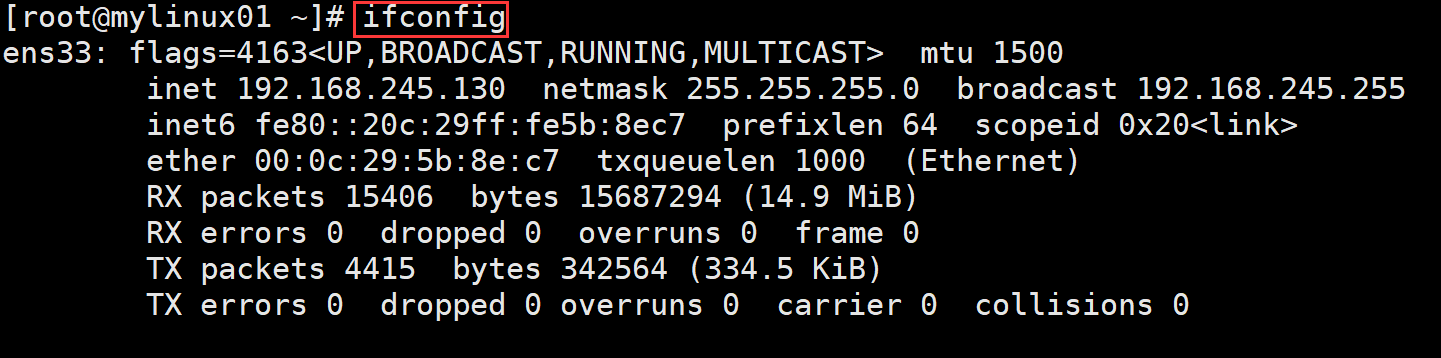 [root@mylinux01 ~]# ifconfig
ens33: flags=4163<UP,BROADCAST,RUNNING,MULTICAST>  mtu 1500
        inet 192.168.245.130  netmask 255.255.255.0  broadcast 192.168.245.255
        inet6 fe80::20c:29ff:fe5b:8ec7  prefixlen 64  scopeid 0x20<link>
        ether 00:0c:29:5b:8e:c7  txqueuelen 1000  (Ethernet)
        RX packets 15406  bytes 15687294 (14.9 MiB)
        RX errors 0  dropped 0  overruns 0  frame 0
        TX packets 4415  bytes 342564 (334.5 KiB)
        TX errors 0  dropped 0 overruns 0  carrier 0  collisions 0